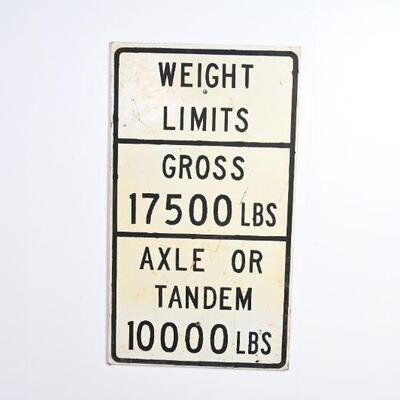 WEIGHT
LIMITS
GROSS
17500 LBS
AXLE OR
TANDEM
10000 LBS